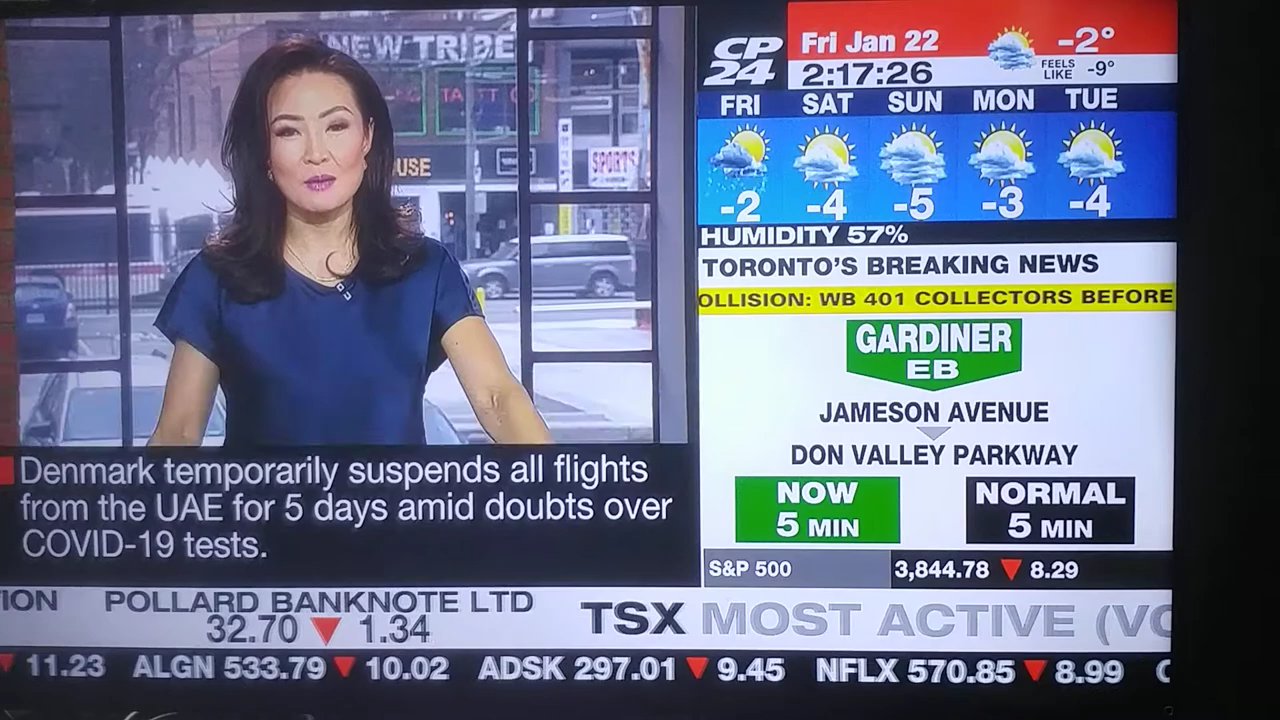 NEW TRIBE
USE
SPORT
CP
24
Fri Jan 22
2:17:26
-2°
FEELS
LIKE -9°
FRI SAT SUN MON TUE
-2 -4 -5 -3 -4
HUMIDITY 57%
TORONTO'S BREAKING NEWS
OLLISION: WB 401 COLLECTORS BEFORE
GARDINER
EB
JAMESON AVENUE
DON VALLEY PARKWAY
NOW
5 MIN
NORMAL
5 MIN
Denmark temporarily suspends all flights
from the UAE for 5 days amid doubts over
COVID-19 tests.
S&P 500 3,844.78 ▼ 8.29
ION POLLARD BANKNOTE LTD
32.70 ▼ 1.34
TSX MOST ACTIVE (VO
▼ 11.23 ALGN 533.79 ▼ 10.02 ADSK 297.01 ▼ 9.45 NFLX 570.85 ▼ 8.99 C